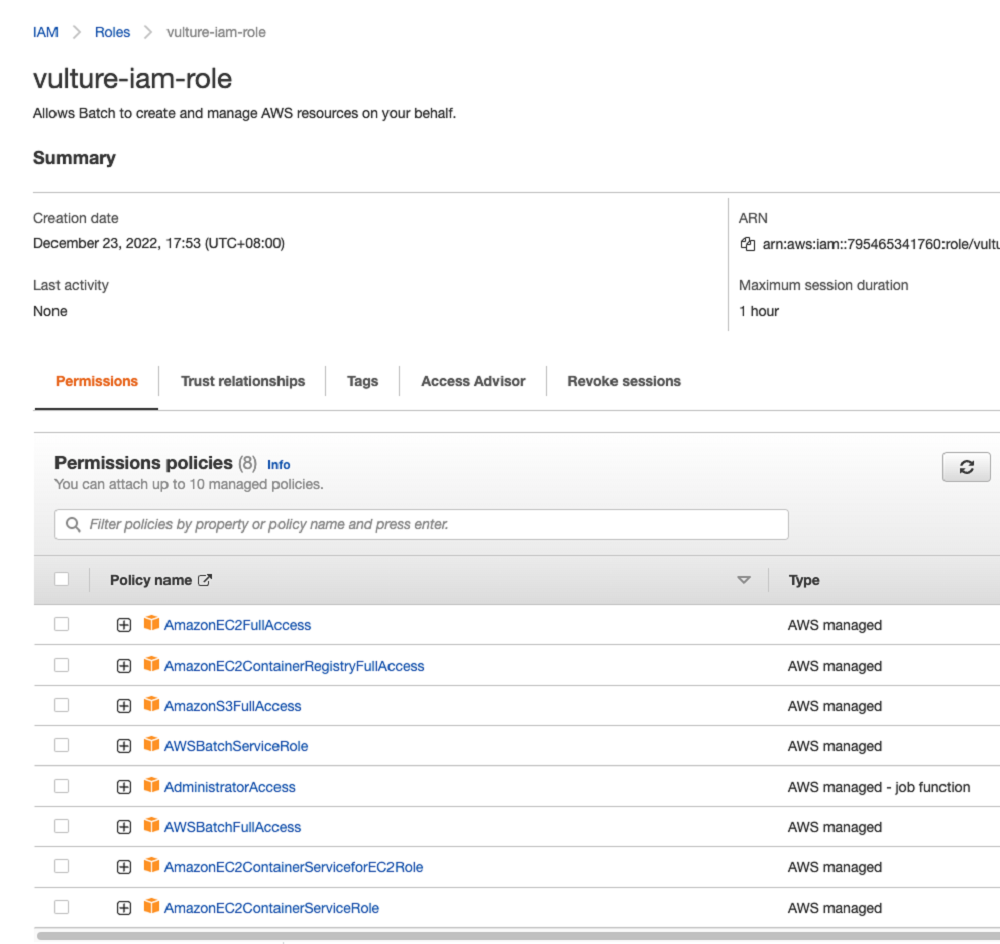 IAM > Roles > vulture-iam-role
vulture-iam-role
Allows Batch to create and manage AWS resources on your behalf.
Summary
Creation date
December 23, 2022, 17:53 (UTC+08:00)
Last activity
None
ARN
arn:aws:iam::795465341760:role/vultu
Maximum session duration
1 hour
Permissions
Trust relationships
Tags
Access Advisor
Revoke sessions
Permissions policies (8) Info
You can attach up to 10 managed policies.
Filter policies by property or policy name and press enter.
Policy name Type
AmazonEC2FullAccess AWS managed
AmazonEC2ContainerRegistryFullAccess AWS managed
AmazonS3FullAccess AWS managed
AWSBatchServiceRole AWS managed
AdministratorAccess AWS managed - job function
AWSBatchFullAccess AWS managed
AmazonEC2ContainerServiceforEC2Role AWS managed
AmazonEC2ContainerServiceRole AWS managed